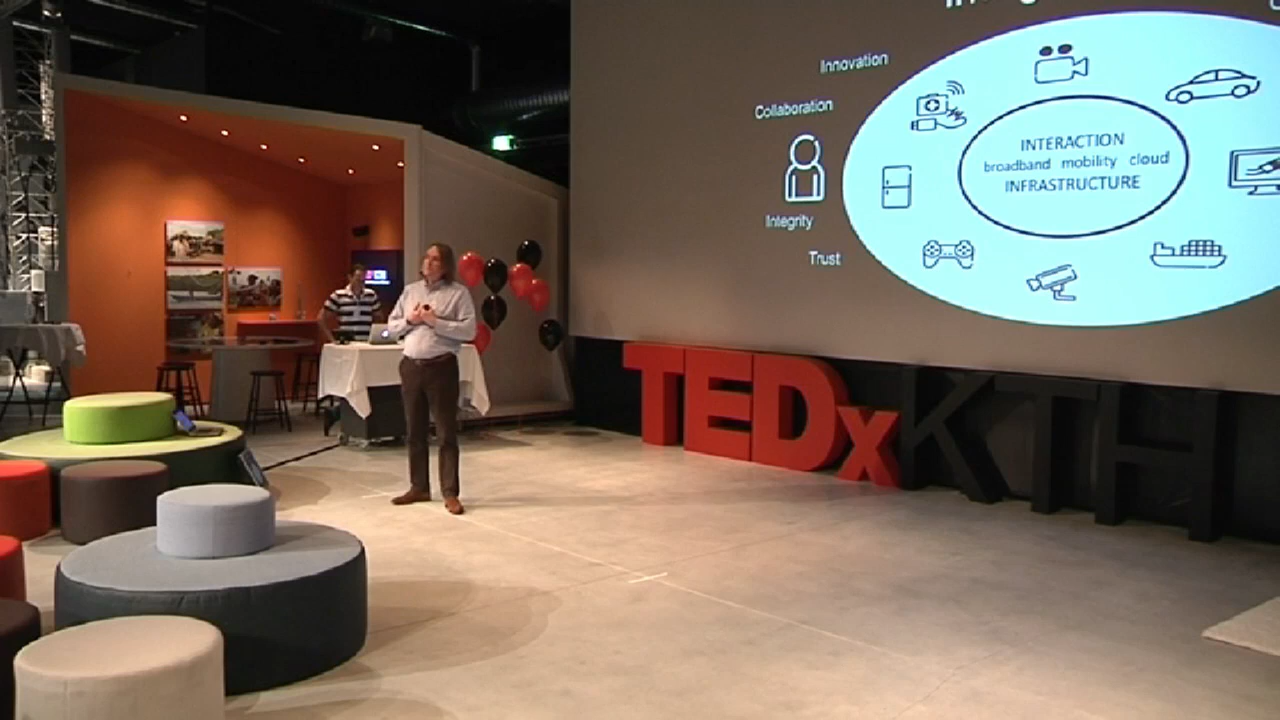 Innovation
Collaboration
INTERACTION
broadband mobility cloud
INFRASTRUCTURE
Integrity
Trust
TEDxKTH